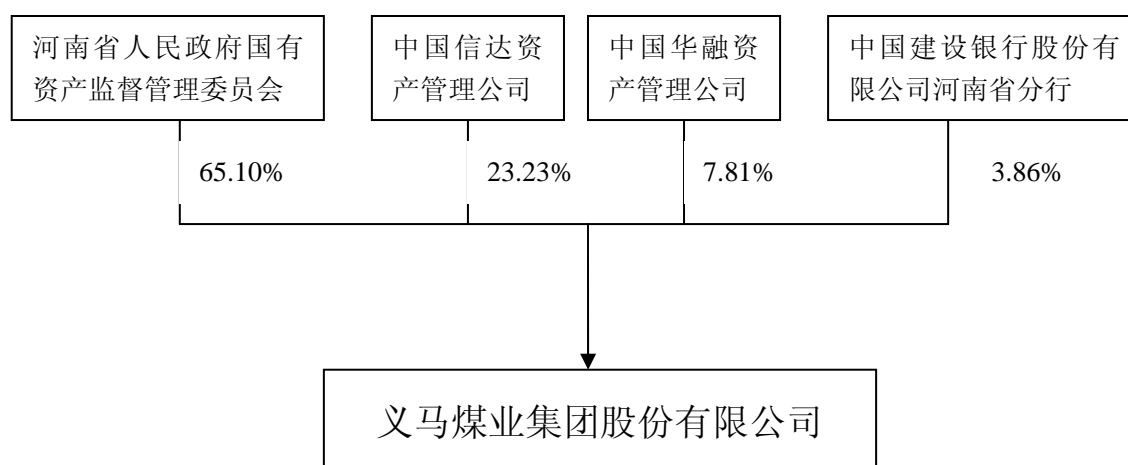 河南省人民政府国有
资产监督管理委员会
中国信达资
产管理公司
中国华融资
产管理公司
中国建设银行股份有
限公司河南省分行
65.10%
23.23%
7.81%
3.86%
义马煤业集团股份有限公司